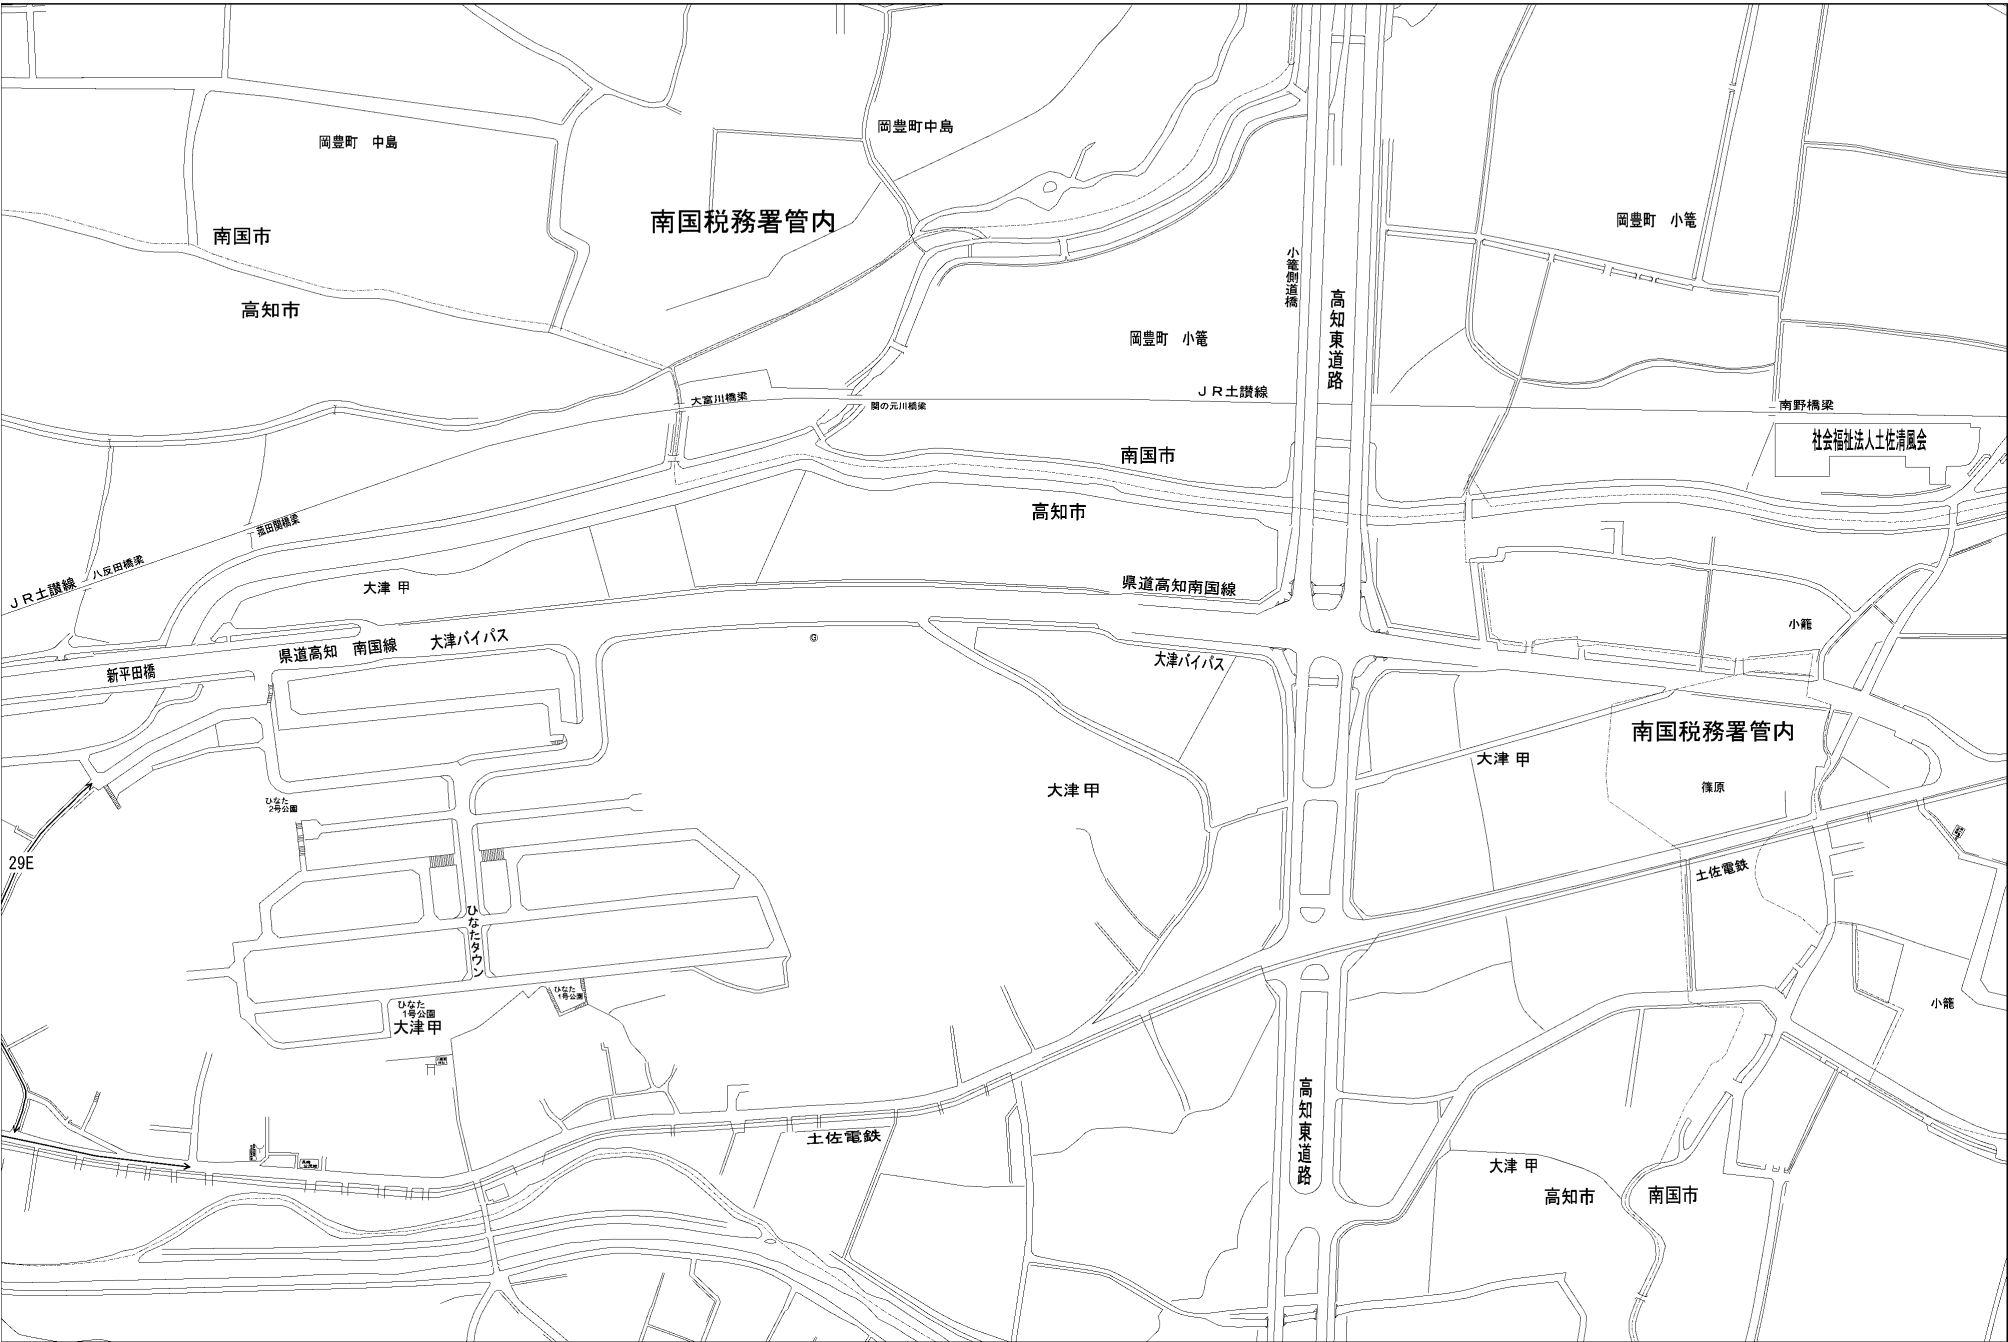 岡豊町中島
岡豊町　中島
南国税務署管内
岡豊町　小篭
南国市
小篭側道橋
高知市
高知東道路
岡豊町　小篭
ＪＲ土讃線
大富川橋梁
関の元川橋梁
南野橋梁
社会福祉法人土佐清風会
南国市
高知市
菰田関橋梁
八反田橋梁
ＪＲ土讃線
大津 甲
県道高知南国線
小籠
県道高知　南国線
大津バイパス
G
大津バイパス
新平田橋
南国税務署管内
大津 甲
篠原
大津 甲
ひなた
2号公園
29E
土佐電鉄
ひなたタウン
ひなた
1号公園
ひなた
1号公園
大津 甲
小籠
高知東道路
土佐電鉄
大津 甲
高知市
南国市